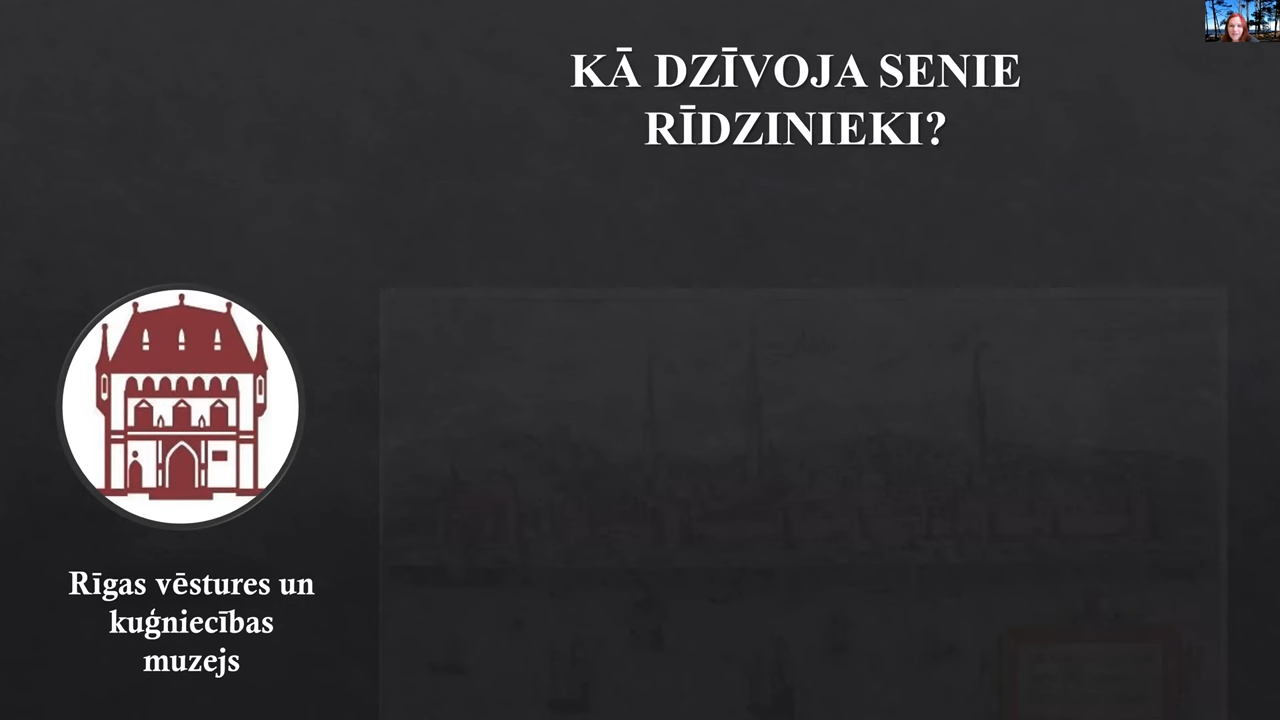 KĀ DZĪVOJA SENIE
RĪDZINIEKI?
Rīgas vēstures un
kuģniecības
muzejs